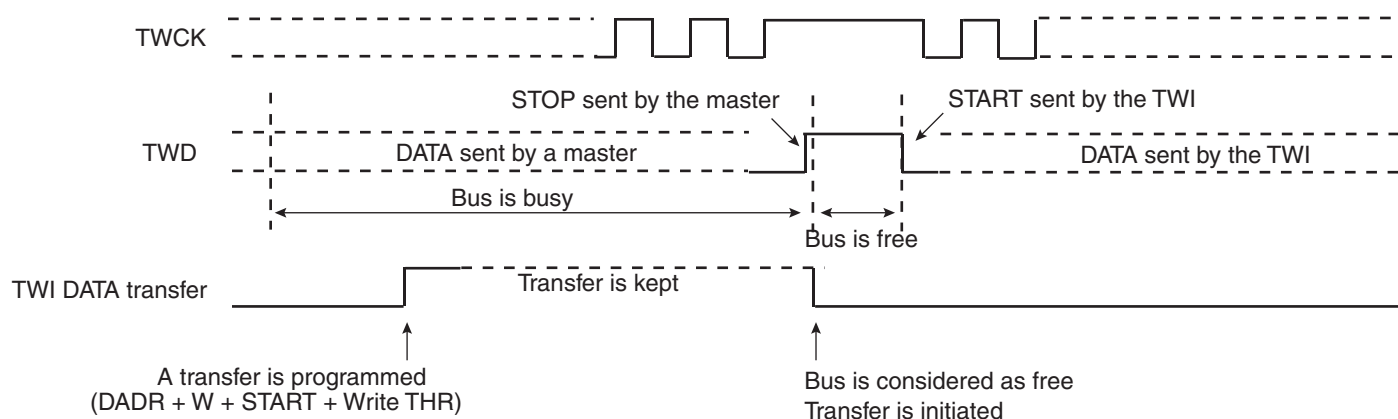 TWCK
STOP sent by the master
START sent by the TWI
TWD
DATA sent by a master
DATA sent by the TWI
Bus is busy
Bus is free
TWI DATA transfer
Transfer is kept
A transfer is programmed
(DADR + W + START + Write THR)
Bus is considered as free
Transfer is initiated